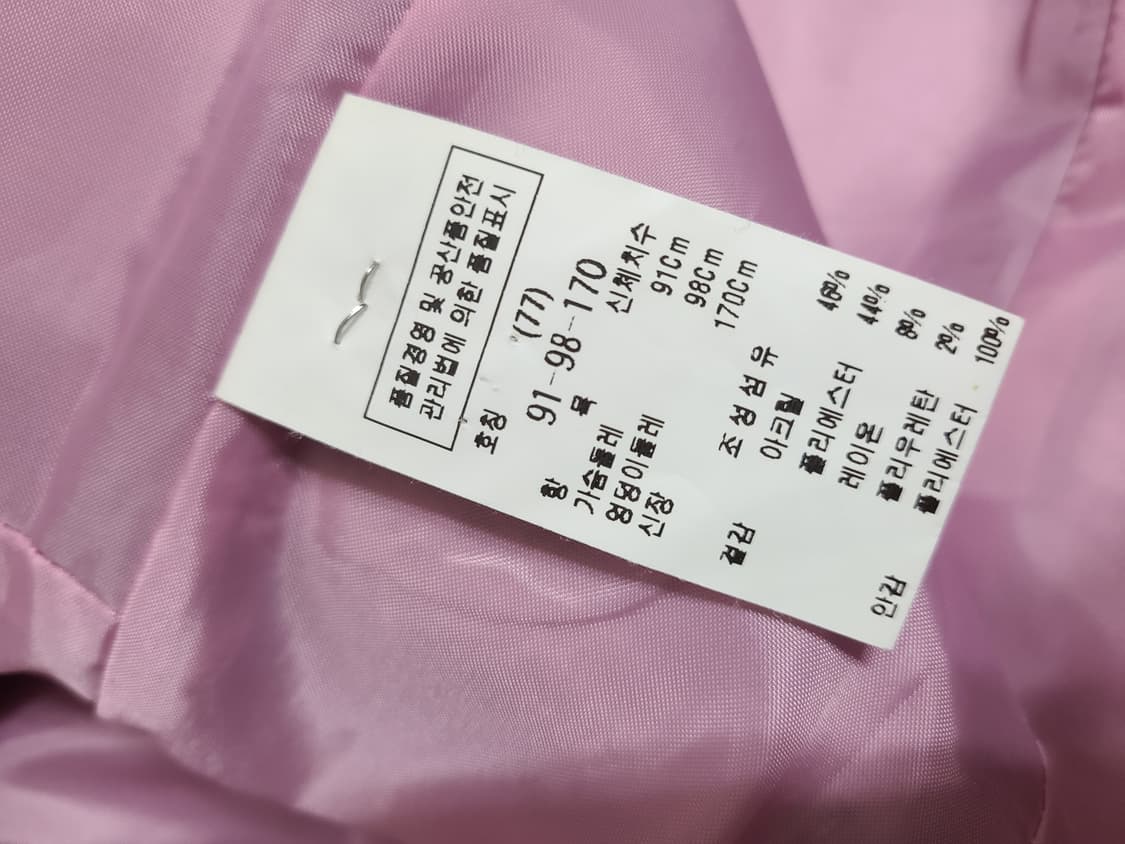 품질경영 및 공산품안전
관리법에 의한 품질표시
호칭 (77)
91-98-170
항 목 신체치수
가슴둘레 91Cm
엉덩이둘레 98Cm
신장 170Cm
조성섬유
겉감 아크릴 46%
폴리에스터 44%
레이온 8%
폴리우레탄 2%
안감 폴리에스터 100%